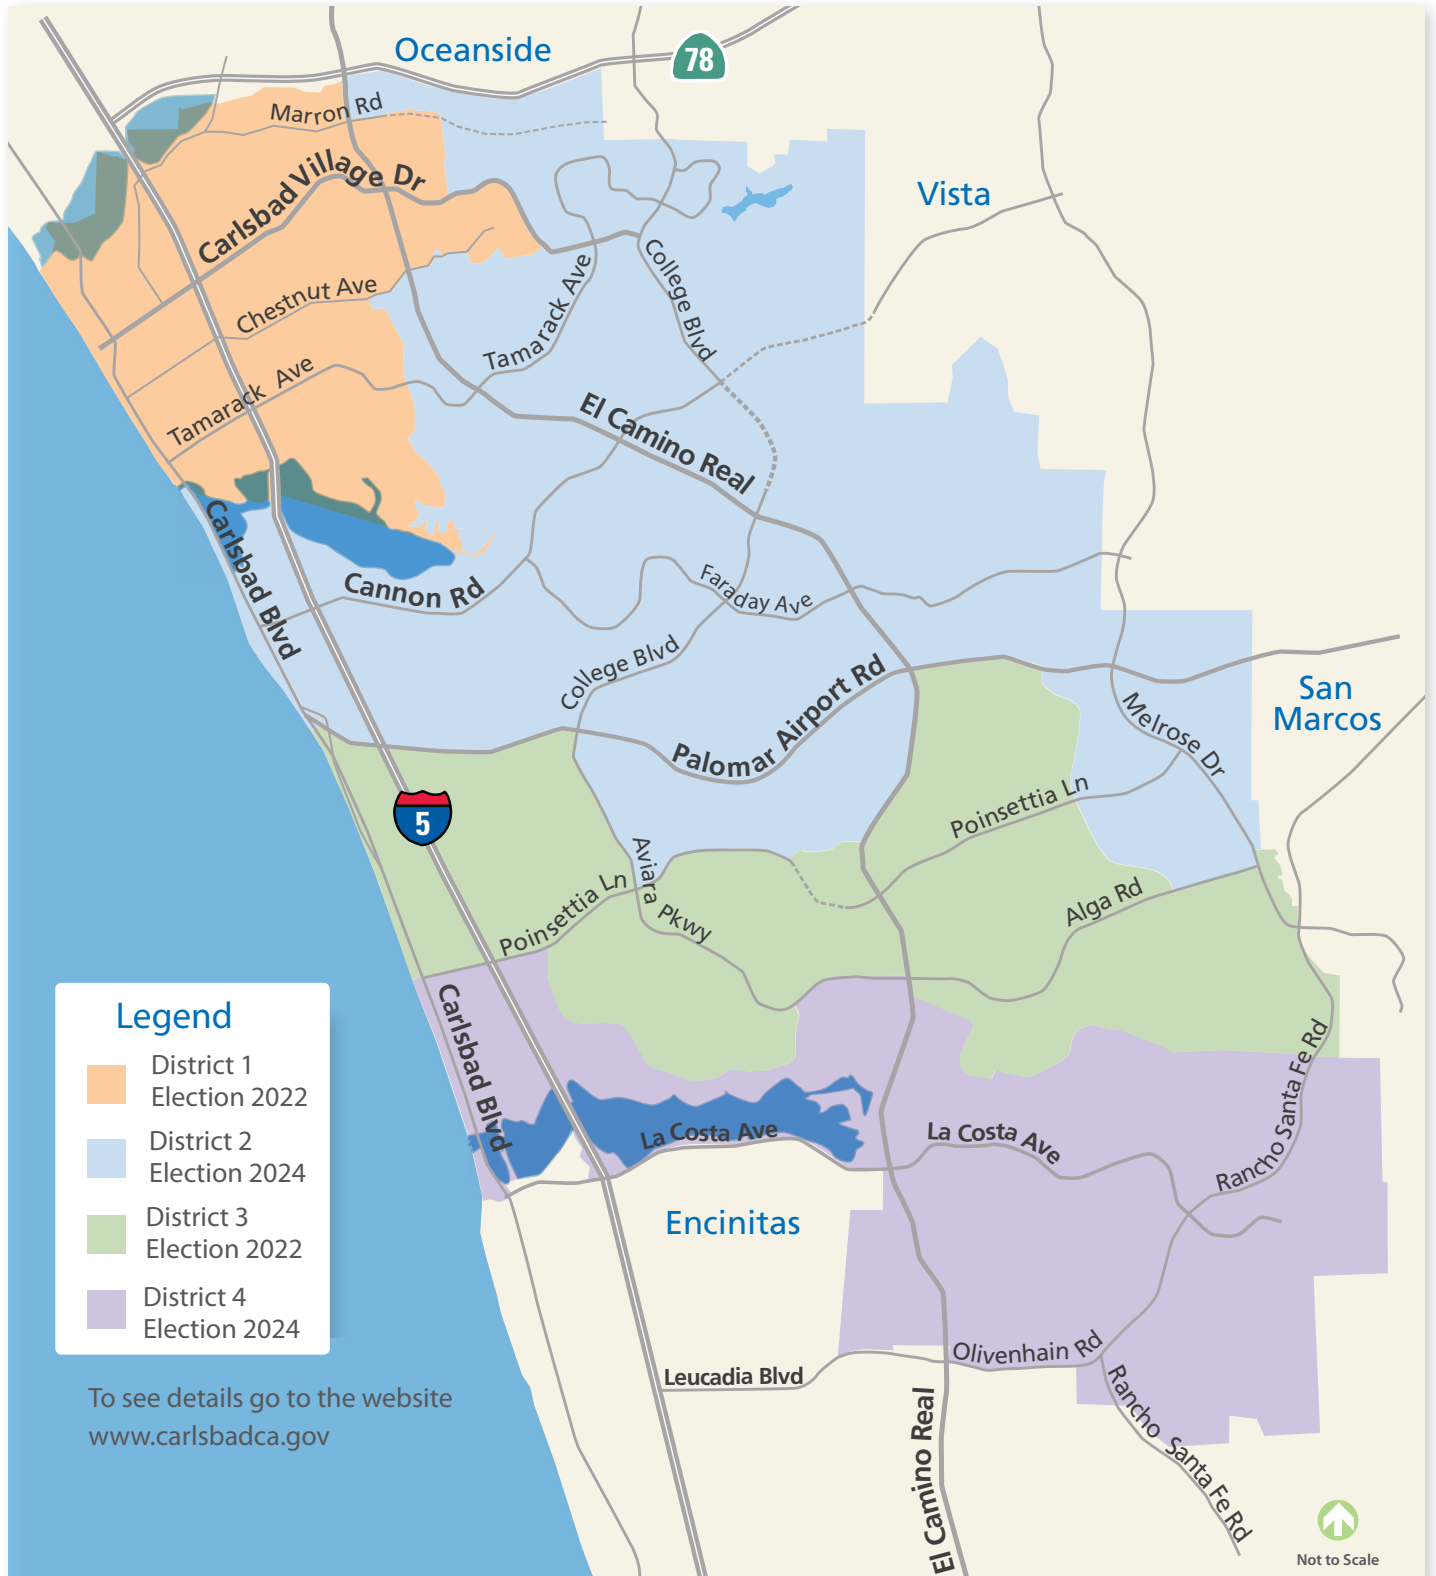 Oceanside
78
Marron Rd
Carlsbad Village Dr
Vista
Chestnut Ave
Tamarack Ave
College Blvd
Tamarack Ave
El Camino Real
Carlsbad Blvd
Cannon Rd
Faraday Ave
College Blvd
Palomar Airport Rd
San
Marcos
Melrose Dr
5
Poinsettia Ln
Aviara Pkwy
Poinsettia Ln
Alga Rd
Carlsbad Blvd
Rancho Santa Fe Rd
La Costa Ave
La Costa Ave
Encinitas
Olivenhain Rd
Leucadia Blvd
Rancho Santa Fe Rd
El Camino Real
Legend
District 1
Election 2022
District 2
Election 2024
District 3
Election 2022
District 4
Election 2024
To see details go to the website
www.carlsbadca.gov
Not to Scale